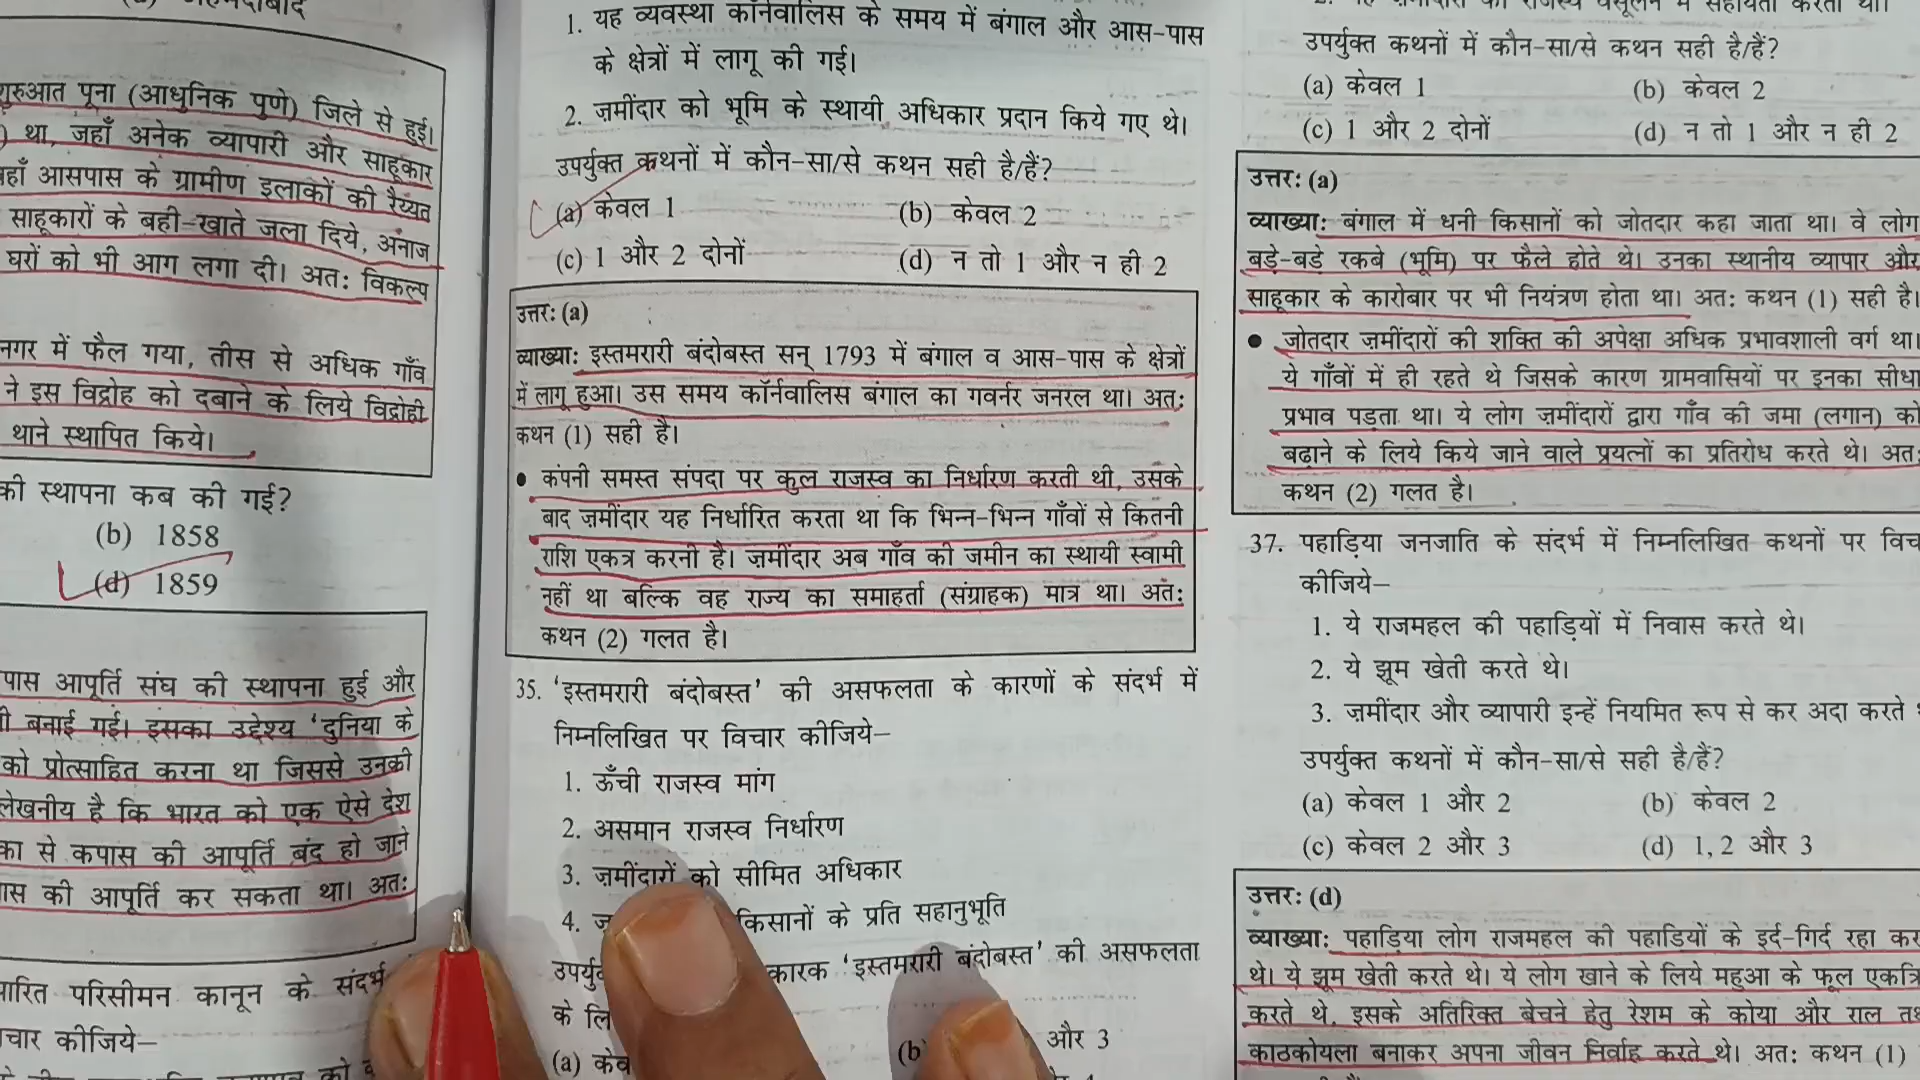 अहमदाबाद
शुरुआत पूना (आधुनिक पुणे) जिले से हुई।
) था, जहाँ अनेक व्यापारी और साहूकार
आसपास के ग्रामीण इलाकों की रैय्यत
साहूकारों के बही-खाते जला दिये, अनाज
घरों को भी आग लगा दी। अतः विकल्प
नगर में फैल गया, तीस से अधिक गाँव
ने इस विद्रोह को दबाने के लिये विद्रोही
थाने स्थापित किये।
की स्थापना कब की गई?
(b) 1858
(d) 1859
पास आपूर्ति संघ की स्थापना हुई और
बनाई गई। इसका उद्देश्य 'दुनिया के
को प्रोत्साहित करना था जिससे उनकी
है कि भारत को एक ऐसे देश
का से कपास की आपूर्ति बंद हो जाने
की आपूर्ति कर सकता था। अतः
परिसीमन कानून के संदर्भ
कीजिये–
1. यह व्यवस्था कॉर्नवालिस के समय में बंगाल और आस-पास
के क्षेत्रों में लागू की गई।
2. ज़मींदार को भूमि के स्थायी अधिकार प्रदान किये गए थे।
उपर्युक्त कथनों में कौन-सा/से कथन सही है/हैं?
(a) केवल 1 (b) केवल 2
(c) 1 और 2 दोनों (d) न तो 1 और न ही 2
उत्तरः (a)
व्याख्याः इस्तमरारी बंदोबस्त सन् 1793 में बंगाल व आस-पास के क्षेत्रों
में लागू हुआ। उस समय कॉर्नवालिस बंगाल का गवर्नर जनरल था। अतः
कथन (1) सही है।
• कंपनी समस्त संपदा पर कुल राजस्व का निर्धारण करती थी, उसके
बाद ज़मींदार यह निर्धारित करता था कि भिन्न-भिन्न गाँवों से कितनी
राशि एकत्र करनी है। ज़मींदार अब गाँव की जमीन का स्थायी स्वामी
नहीं था बल्कि वह राज्य का समाहर्ता (संग्राहक) मात्र था। अतः
कथन (2) गलत है।
35. 'इस्तमरारी बंदोबस्त' की असफलता के कारणों के संदर्भ में
निम्नलिखित पर विचार कीजिये–
1. ऊँची राजस्व मांग
2. असमान राजस्व निर्धारण
3. ज़मींदारों को सीमित अधिकार
4. किसानों के प्रति सहानुभूति
कारक 'इस्तमरारी बंदोबस्त' की असफलता
के
(a) (b) और 3
उपर्युक्त कथनों में कौन-सा/से कथन सही है/हैं?
(a) केवल 1 (b) केवल 2
(c) 1 और 2 दोनों (d) न तो 1 और न ही 2
उत्तरः (a)
व्याख्याः बंगाल में धनी किसानों को जोतदार कहा जाता था। वे लोग
बड़े-बड़े रकबे (भूमि) पर फैले होते थे। उनका स्थानीय व्यापार और
साहूकार के कारोबार पर भी नियंत्रण होता था। अतः कथन (1) सही है।
• जोतदार ज़मींदारों की शक्ति की अपेक्षा अधिक प्रभावशाली वर्ग था।
ये गाँवों में ही रहते थे जिसके कारण ग्रामवासियों पर इनका सीधा
प्रभाव पड़ता था। ये लोग ज़मींदारों द्वारा गाँव की जमा (लगान) को
बढ़ाने के लिये किये जाने वाले प्रयत्नों का प्रतिरोध करते थे। अतः
कथन (2) गलत है।
37. पहाड़िया जनजाति के संदर्भ में निम्नलिखित कथनों पर विच
कीजिये–
1. ये राजमहल की पहाड़ियों में निवास करते थे।
2. ये झूम खेती करते थे।
3. ज़मींदार और व्यापारी इन्हें नियमित रूप से कर अदा करते
उपर्युक्त कथनों में कौन-सा/से सही है/हैं?
(a) केवल 1 और 2 (b) केवल 2
(c) केवल 2 और 3 (d) 1, 2 और 3
उत्तरः (d)
व्याख्याः पहाड़िया लोग राजमहल की पहाड़ियों के इर्द-गिर्द रहा कर
थे। ये झूम खेती करते थे। ये लोग खाने के लिये महुआ के फूल एकत्रि
करते थे, इसके अतिरिक्त बेचने हेतु रेशम के कोया और राल तथ
काठकोयला बनाकर अपना जीवन निर्वाह करते थे। अतः कथन (1)